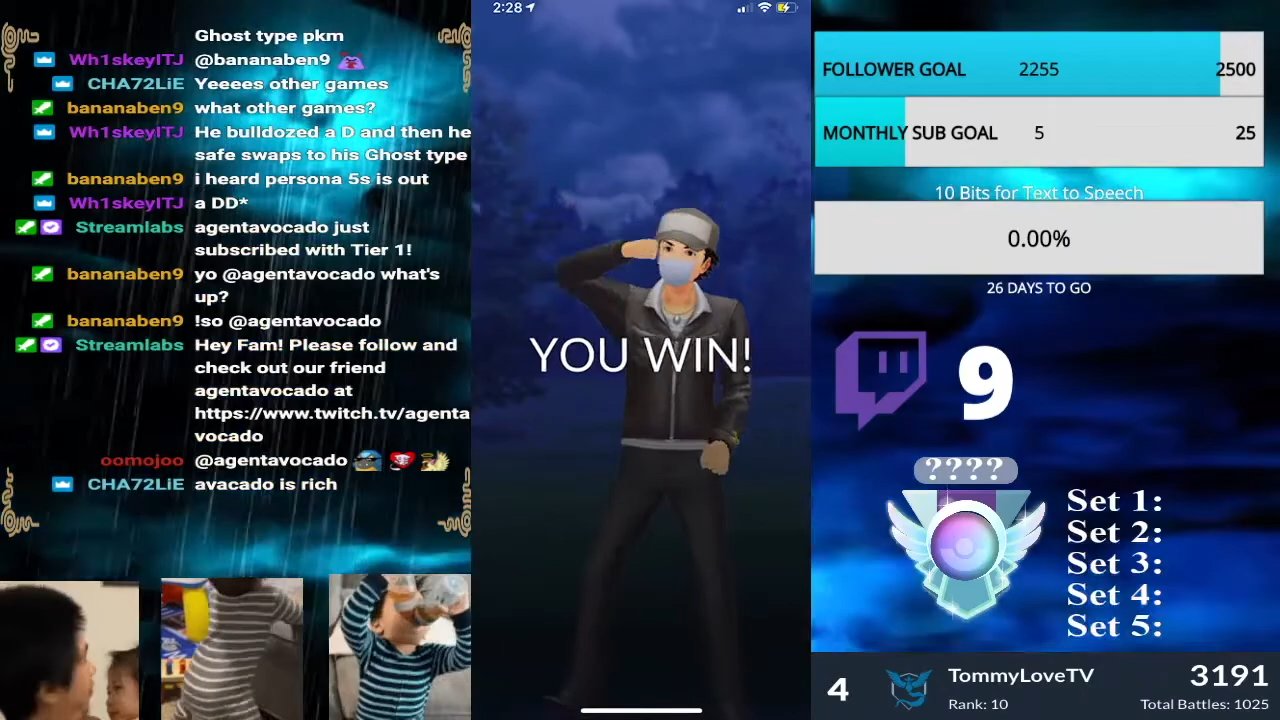 Ghost type pkm
Wh1skeyITJ @bananaben9
CHA72LiE Yeeees other games
bananaben9 what other games?
Wh1skeyITJ He bulldozed a D and then he
safe swaps to his Ghost type
bananaben9 i heard persona 5s is out
Wh1skeyITJ a DD*
Streamlabs agentavocado just
subscribed with Tier 1!
bananaben9 yo @agentavocado what's
up?
bananaben9 !so @agentavocado
Streamlabs Hey Fam! Please follow and
check out our friend
agentavocado at
https://www.twitch.tv/agenta
vocado
oomojoo @agentavocado
CHA72LiE avacado is rich
2:28
YOU WIN!
FOLLOWER GOAL 2255 2500
MONTHLY SUB GOAL 5 25
10 Bits for Text to Speech
0.00%
26 DAYS TO GO
9
????
Set 1:
Set 2:
Set 3:
Set 4:
Set 5:
4 TommyLoveTV 3191
Rank: 10 Total Battles: 1025